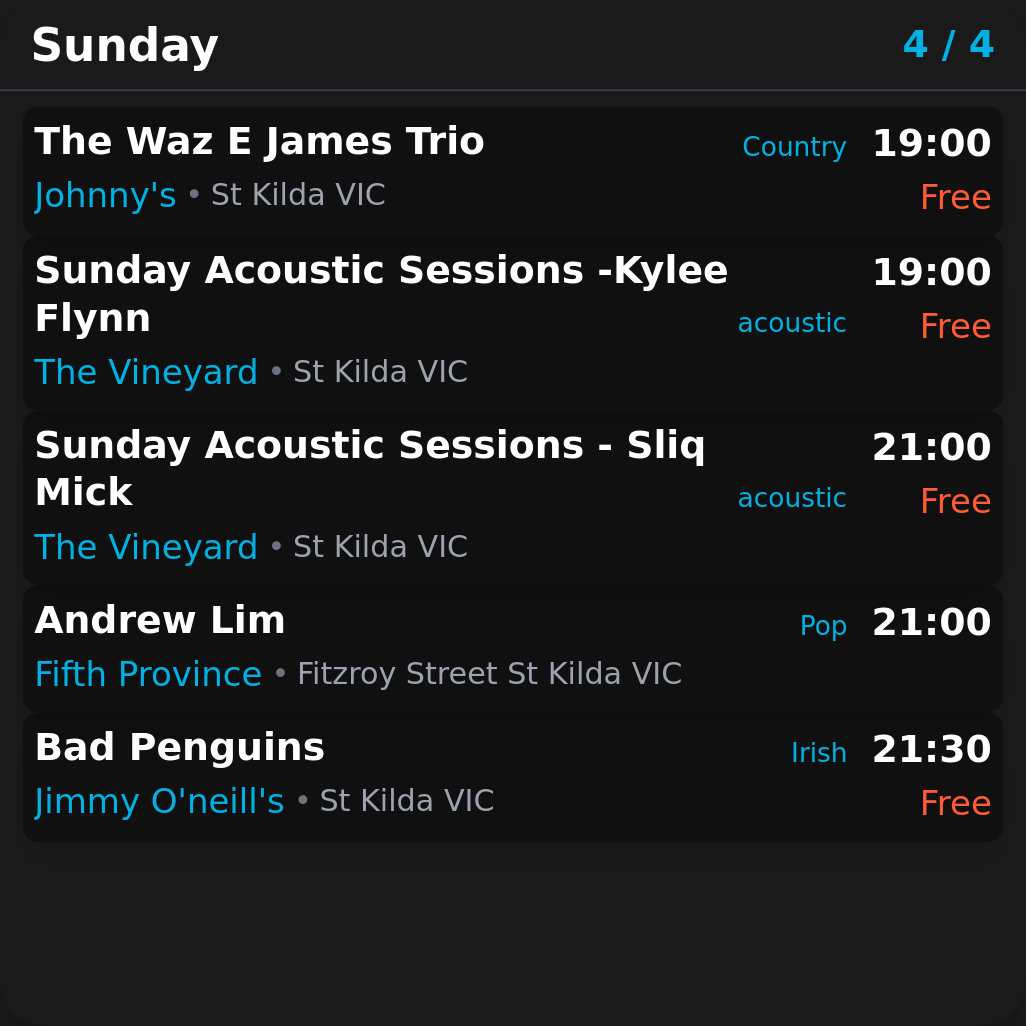 Sunday
4 / 4
The Waz E James Trio
Country
19:00
Johnny's • St Kilda VIC
Free
Sunday Acoustic Sessions -Kylee
Flynn
acoustic
19:00
Free
The Vineyard • St Kilda VIC
Sunday Acoustic Sessions - Sliq
Mick
acoustic
21:00
Free
The Vineyard • St Kilda VIC
Andrew Lim
Pop
21:00
Fifth Province • Fitzroy Street St Kilda VIC
Bad Penguins
Irish
21:30
Jimmy O'neill's • St Kilda VIC
Free